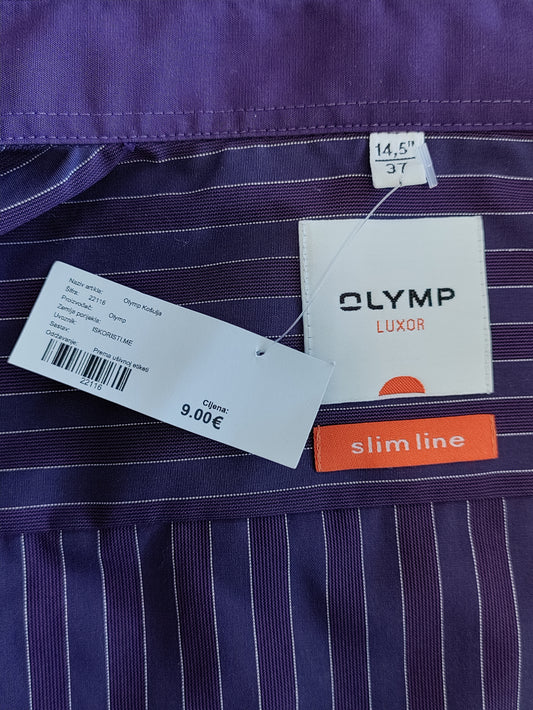 14,5"
37
OLYMP
LUXOR
slim line
Naziv artikla: Olymp Košulja
Šifra: 22116
Proizvođač: Olymp
Zemlja porijekla:
Uvoznik: ISKORISTI.ME
Sastav:
Održavanje: Prema ušivnoj etiketi
22116
Cijena:
9.00€